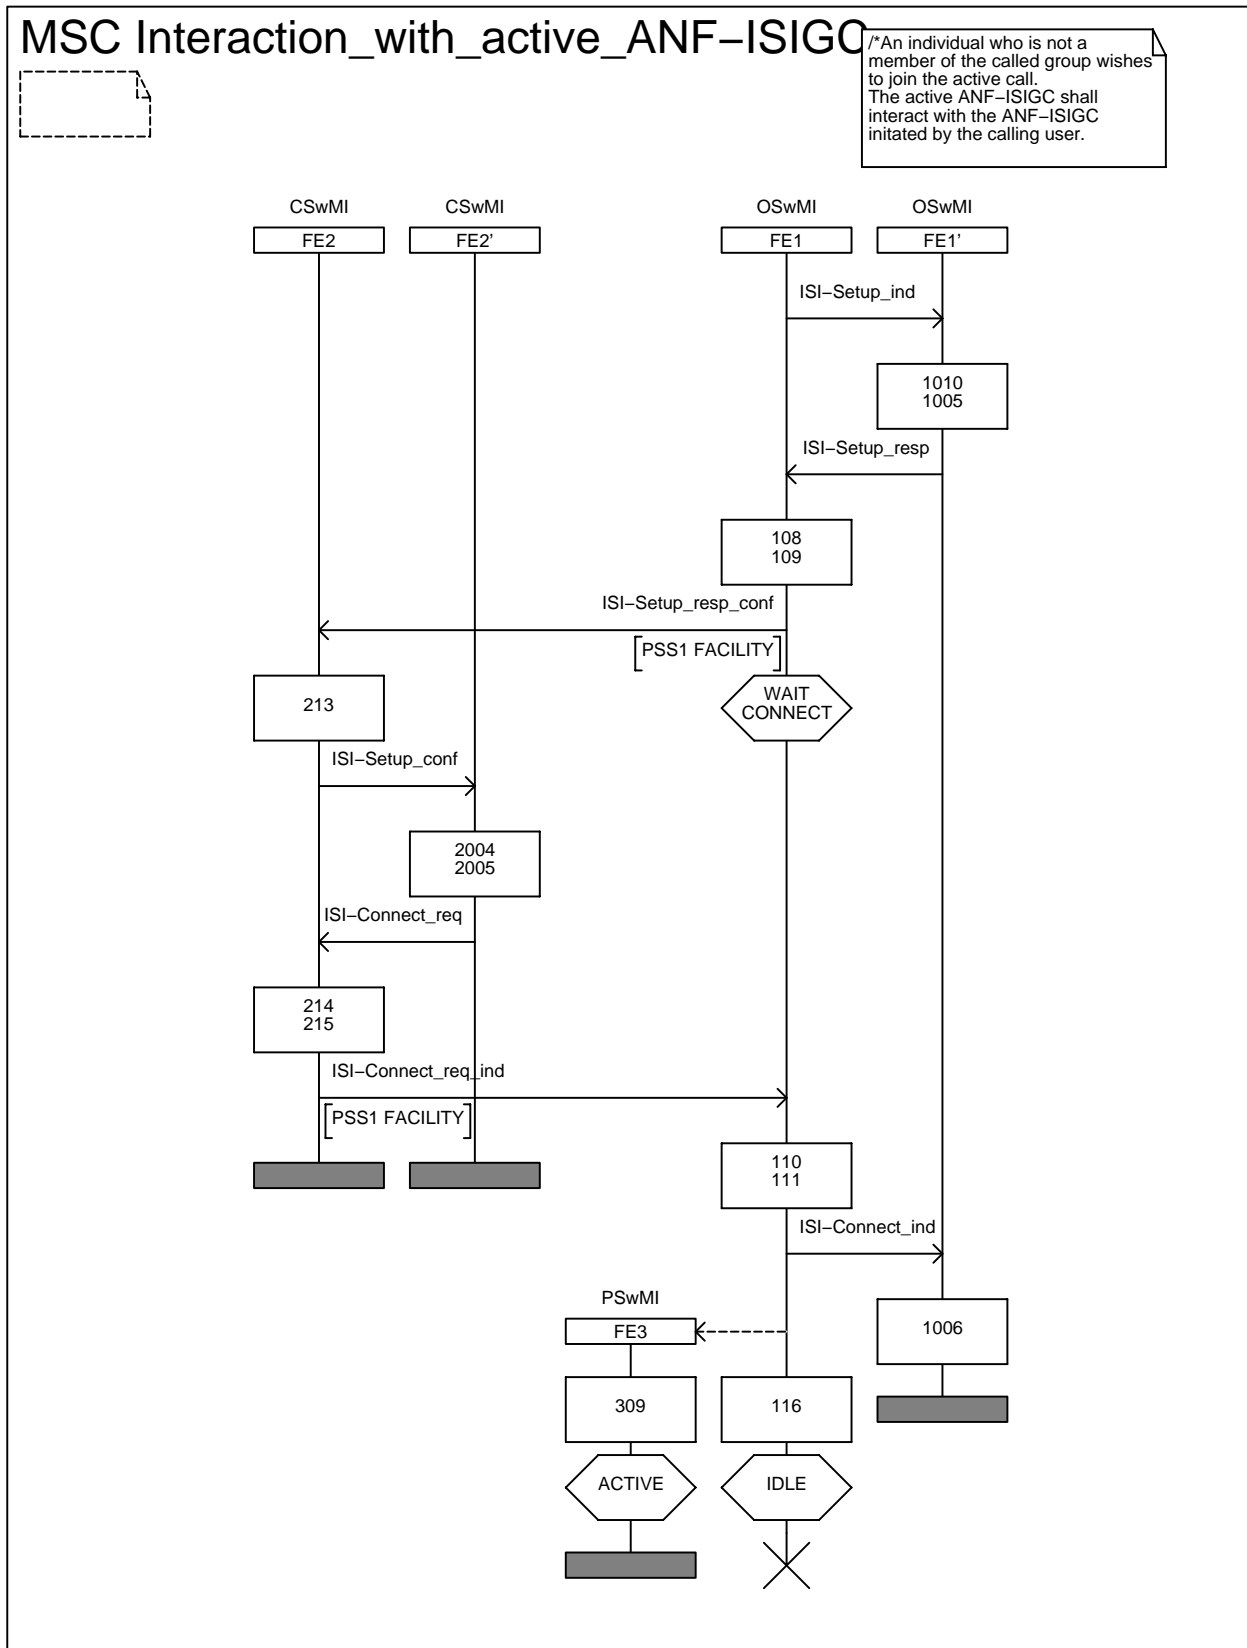 MSC Interaction_with_active_ANF–ISIGC
/*An individual who is not a
member of the called group wishes
to join the active call.
The active ANF–ISIGC shall
interact with the ANF–ISIGC
initated by the calling user.
CSwMI
CSwMI
OSwMI
OSwMI
FE2
FE2'
FE1
FE1'
ISI–Setup_ind
1010
1005
ISI–Setup_resp
108
109
ISI–Setup_resp_conf
[PSS1 FACILITY]
213
WAIT
CONNECT
ISI–Setup_conf
2004
2005
ISI–Connect_req
214
215
ISI–Connect_req_ind
[PSS1 FACILITY]
110
111
ISI–Connect_ind
PSwMI
FE3
1006
309
116
ACTIVE
IDLE